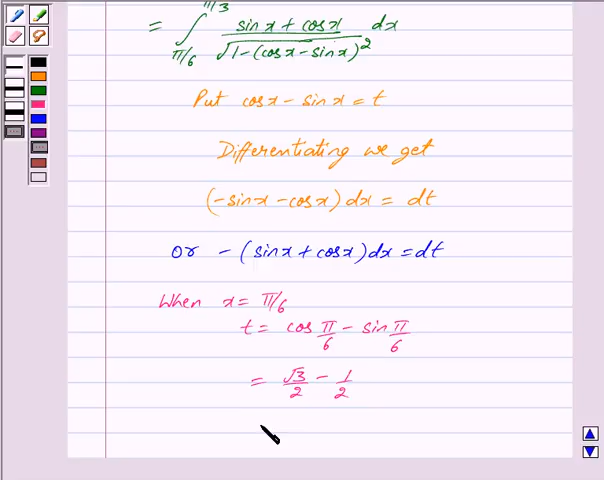 = ∫ π/6 π/3 (sin x + cos x) / √(1-(cos x - sin x)²) dx
Put cos x - sin x = t
Differentiating we get
(-sin x - cos x) dx = dt
Or - (sin x + cos x) dx = dt
When x = π/6
t = cos π/6 - sin π/6
= √3/2 - 1/2